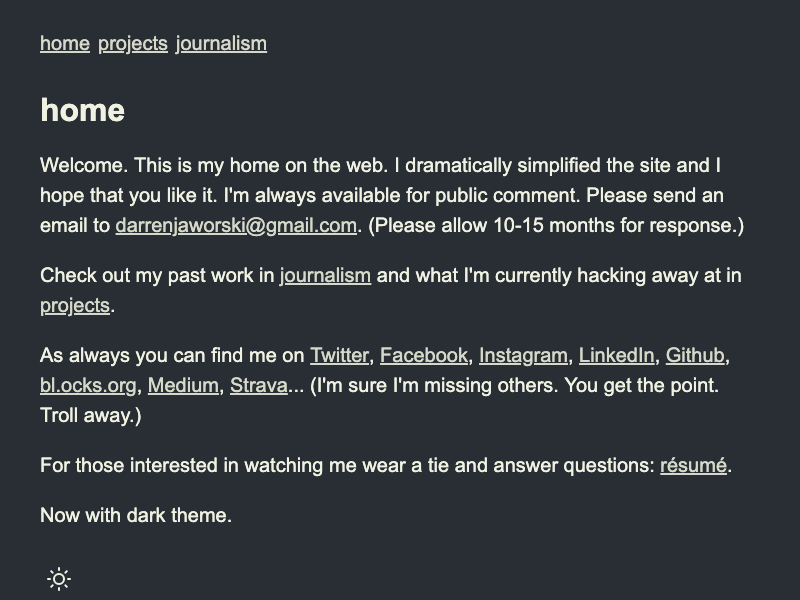 home projects journalism
home
Welcome. This is my home on the web. I dramatically simplified the site and I
hope that you like it. I'm always available for public comment. Please send an
email to darrenjaworski@gmail.com. (Please allow 10-15 months for response.)
Check out my past work in journalism and what I'm currently hacking away at in
projects.
As always you can find me on Twitter, Facebook, Instagram, LinkedIn, Github,
bl.ocks.org, Medium, Strava... (I'm sure I'm missing others. You get the point.
Troll away.)
For those interested in watching me wear a tie and answer questions: résumé.
Now with dark theme.